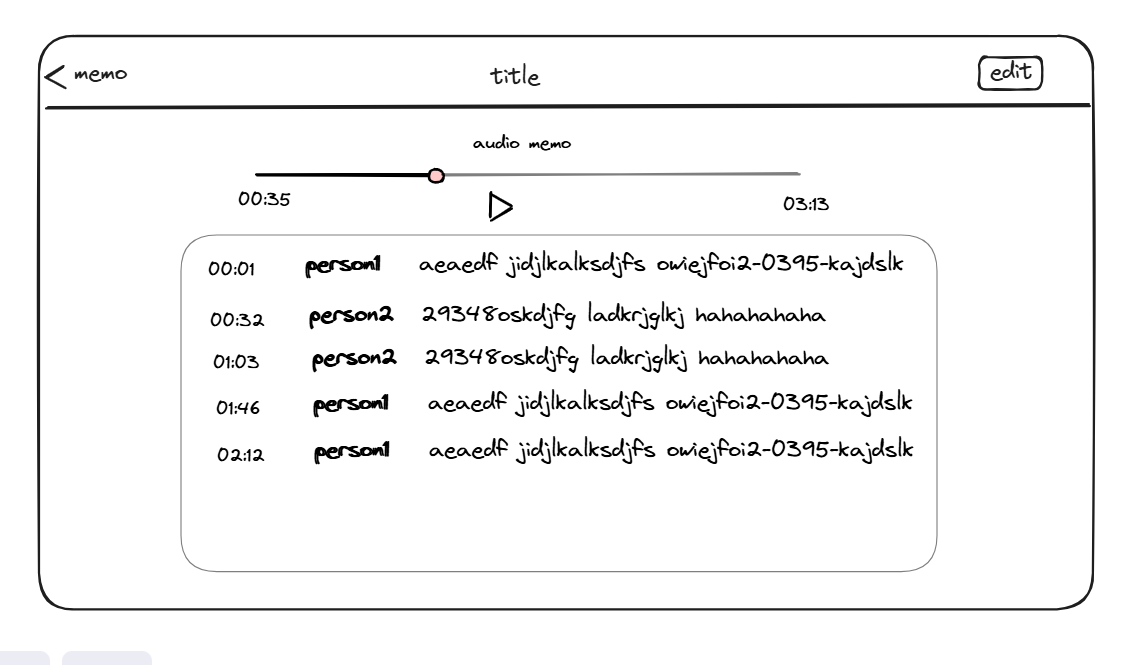 memo title edit
audio memo
00:35 03:13
00:01 person1 aeaedf jidjlkalksdjfs owiejfoi2-0395-kajdslk
00:32 person2 29348oskdjfg ladkrjglkj hahahahaha
01:03 person2 29348oskdjfg ladkrjglkj hahahahaha
01:46 person1 aeaedf jidjlkalksdjfs owiejfoi2-0395-kajdslk
02:12 person1 aeaedf jidjlkalksdjfs owiejfoi2-0395-kajdslk